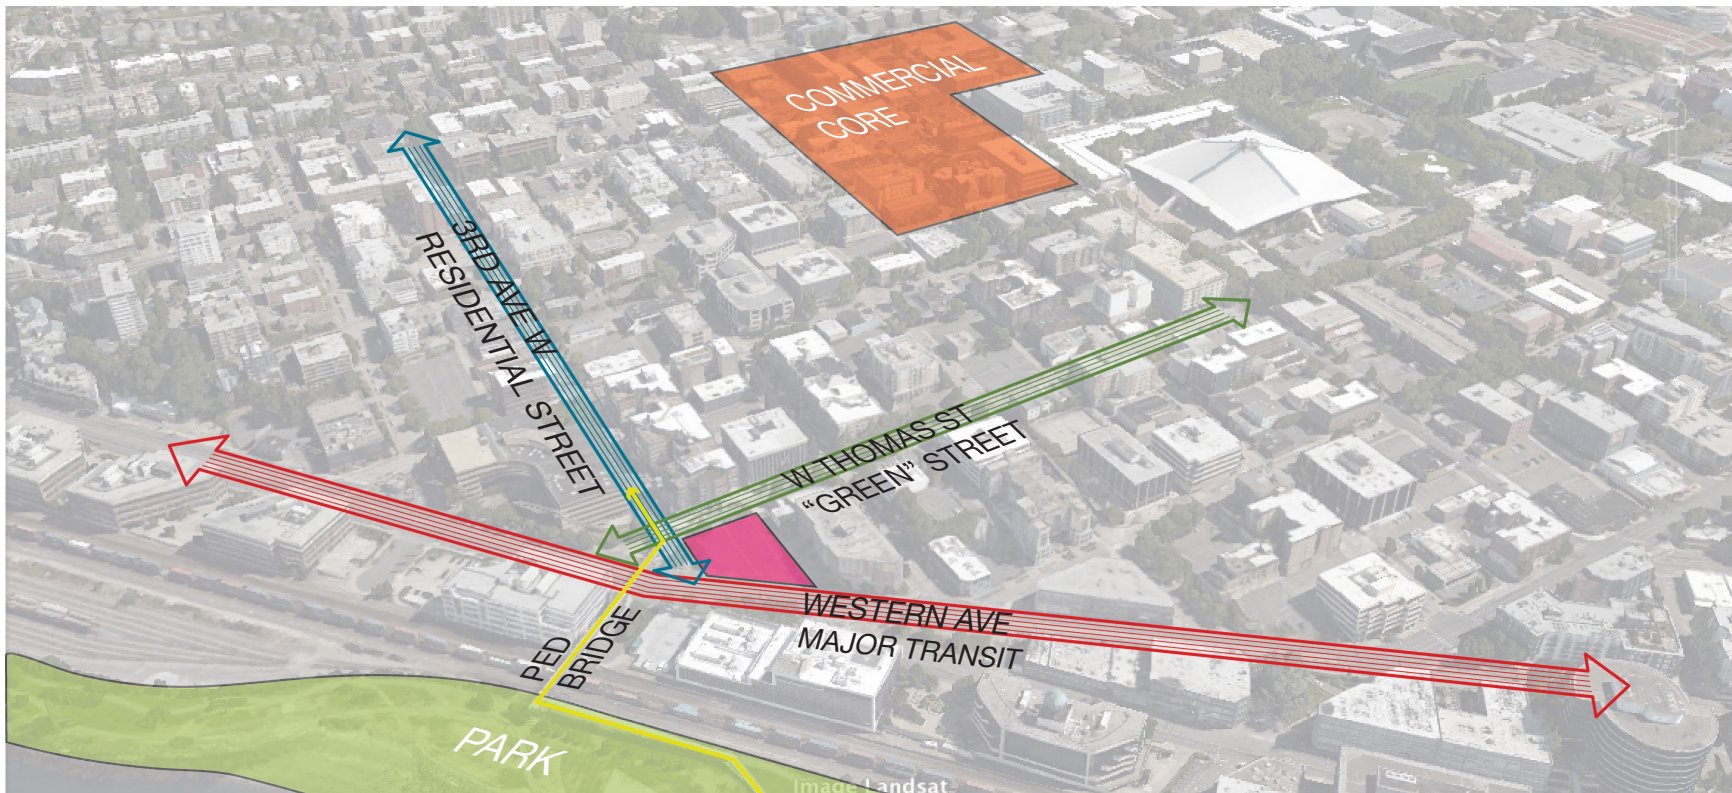 COMMERCIAL
CORE
3RD AVE W
RESIDENTIAL STREET
W THOMAS ST
“GREEN” STREET
WESTERN AVE
MAJOR TRANSIT
PED
BRIDGE
PARK
Image Landsat